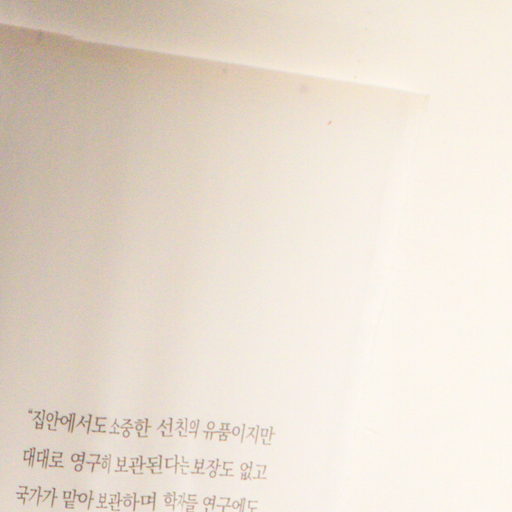 “집안에서도 소중한 선친의 유품이지만
대대로 영구히 보관된다는 보장도 없고
국가가 맡아 보관하며 학자들 연구에도